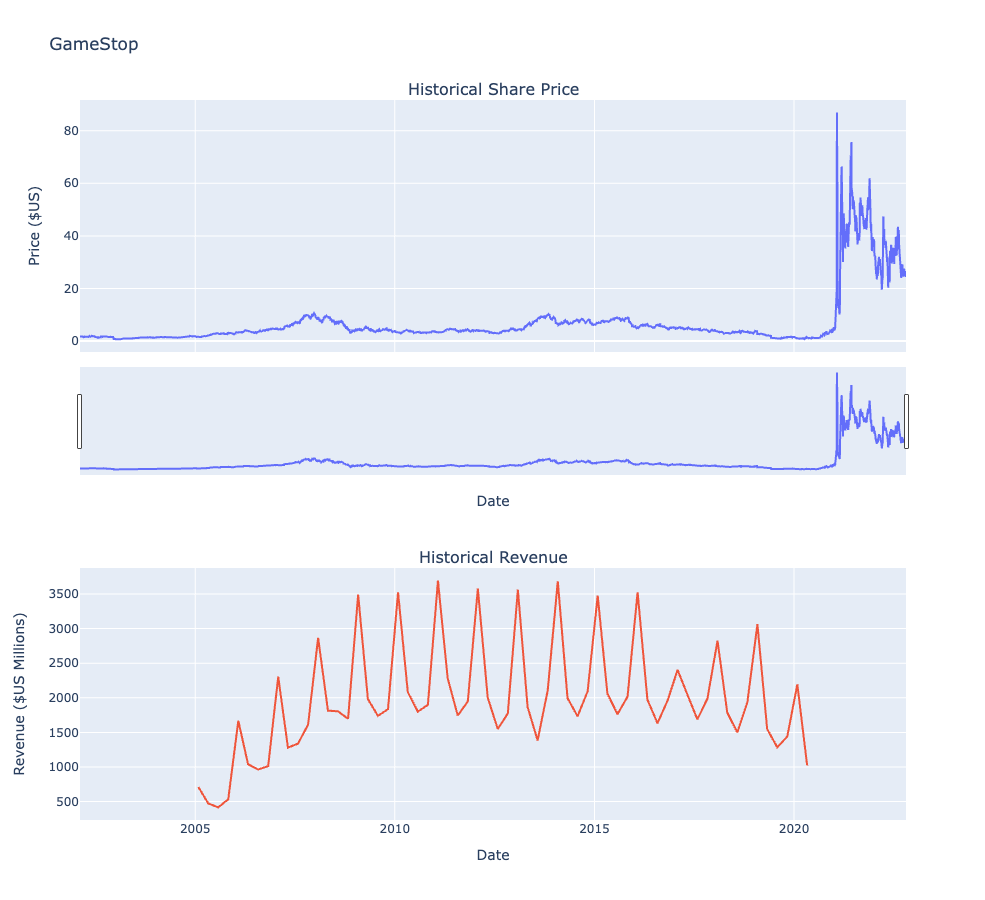 GameStop
Historical Share Price
Price ($US)
80
60
40
20
0
Date
Historical Revenue
Revenue ($US Millions)
3500
3000
2500
2000
1500
1000
500
2005
2010
2015
2020
Date